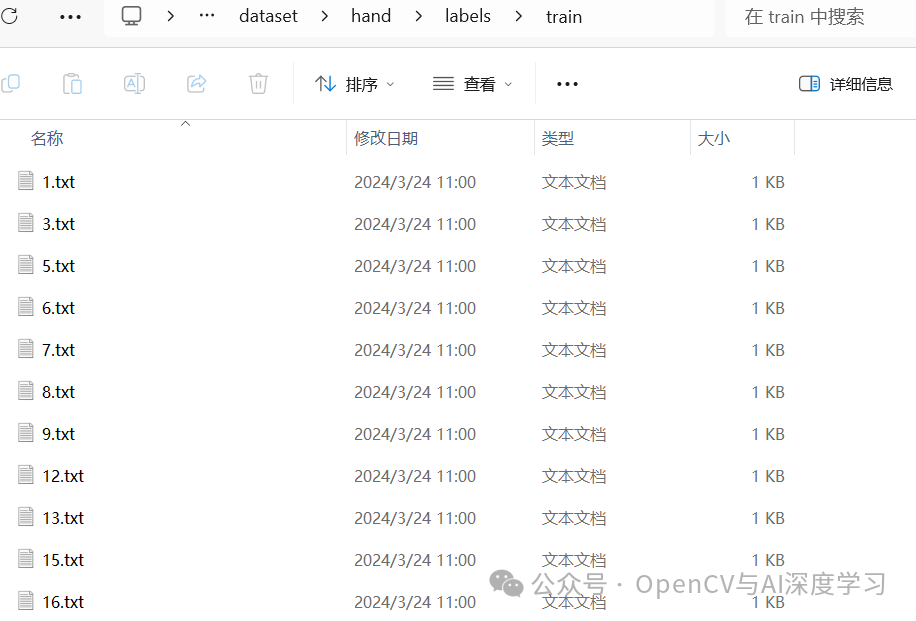 dataset hand labels train 在 train 中搜索
排序 查看 详细信息
名称 修改日期 类型 大小
1.txt 2024/3/24 11:00 文本文档 1 KB
3.txt 2024/3/24 11:00 文本文档 1 KB
5.txt 2024/3/24 11:00 文本文档 1 KB
6.txt 2024/3/24 11:00 文本文档 1 KB
7.txt 2024/3/24 11:00 文本文档 1 KB
8.txt 2024/3/24 11:00 文本文档 1 KB
9.txt 2024/3/24 11:00 文本文档 1 KB
12.txt 2024/3/24 11:00 文本文档 1 KB
13.txt 2024/3/24 11:00 文本文档 1 KB
15.txt 2024/3/24 11:00 文本文档 1 KB
公众号 · OpenCV与AI深度学习
16.txt 2024/3/24 11:00 文本文档 1 KB